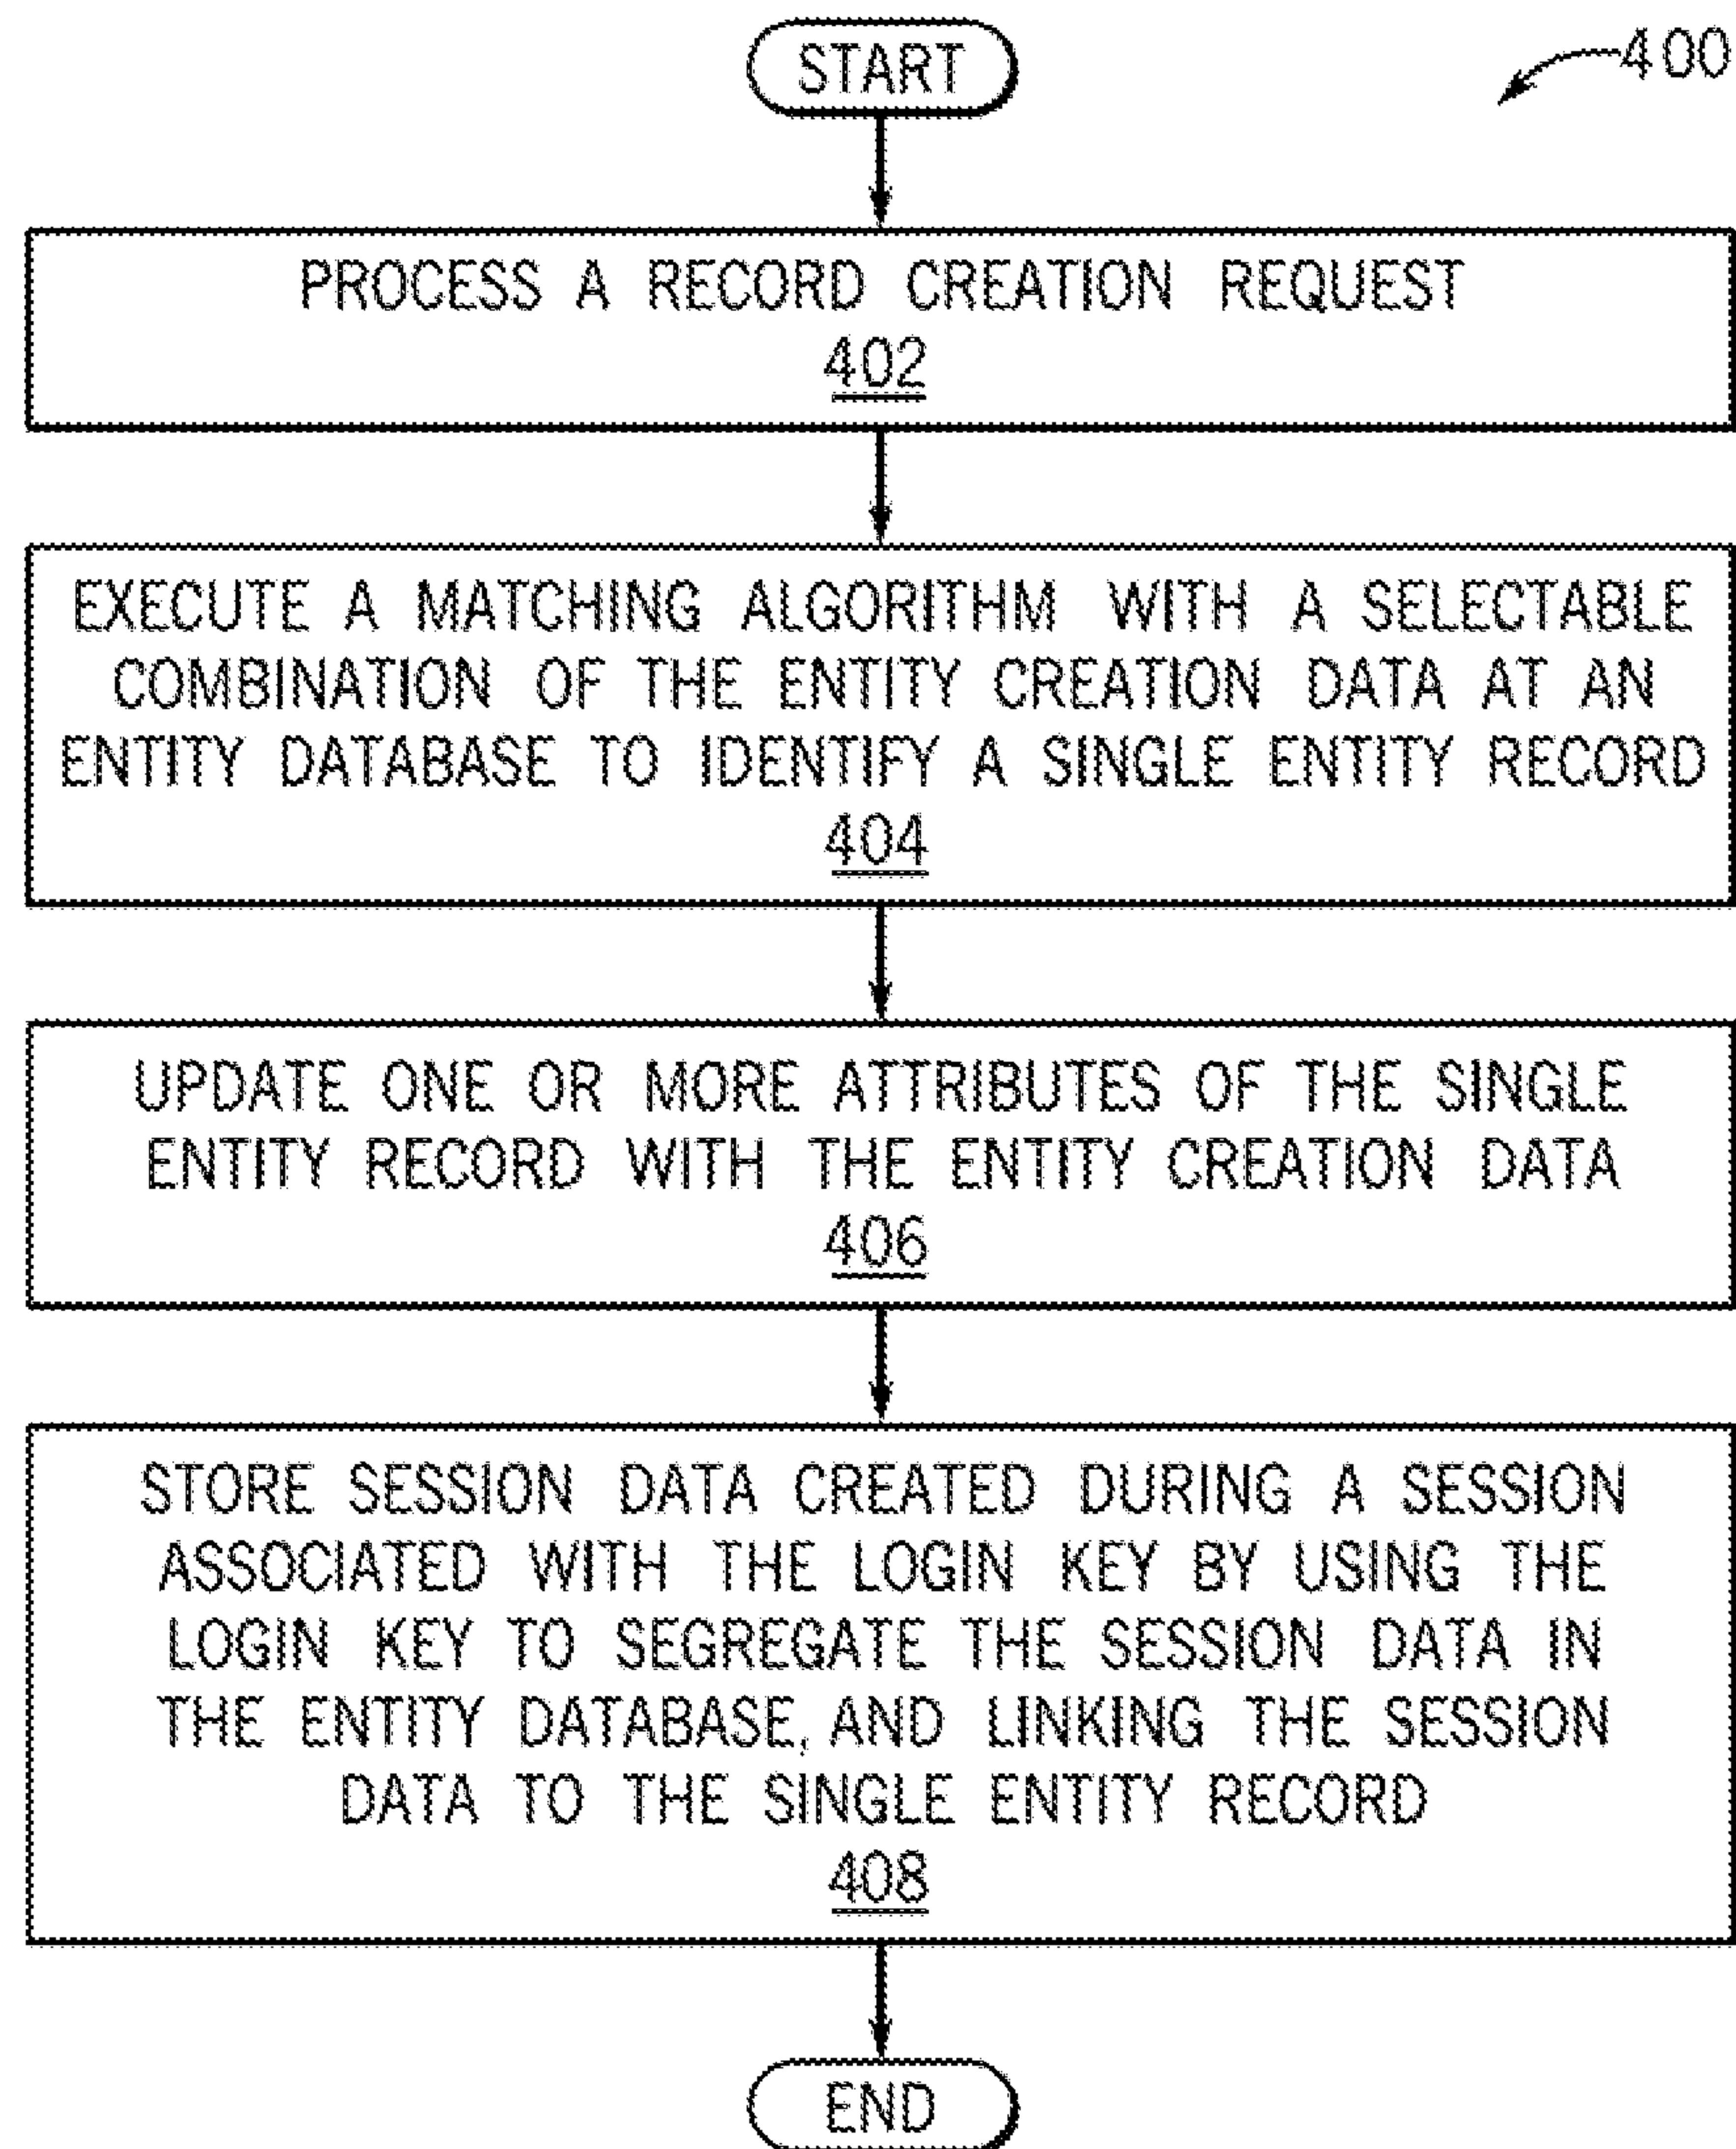 START
400
PROCESS A RECORD CREATION REQUEST
402
EXECUTE A MATCHING ALGORITHM WITH A SELECTABLE
COMBINATION OF THE ENTITY CREATION DATA AT AN
ENTITY DATABASE TO IDENTIFY A SINGLE ENTITY RECORD
404
UPDATE ONE OR MORE ATTRIBUTES OF THE SINGLE
ENTITY RECORD WITH THE ENTITY CREATION DATA
406
STORE SESSION DATA CREATED DURING A SESSION
ASSOCIATED WITH THE LOGIN KEY BY USING THE
LOGIN KEY TO SEGREGATE THE SESSION DATA IN
THE ENTITY DATABASE, AND LINKING THE SESSION
DATA TO THE SINGLE ENTITY RECORD
408
END